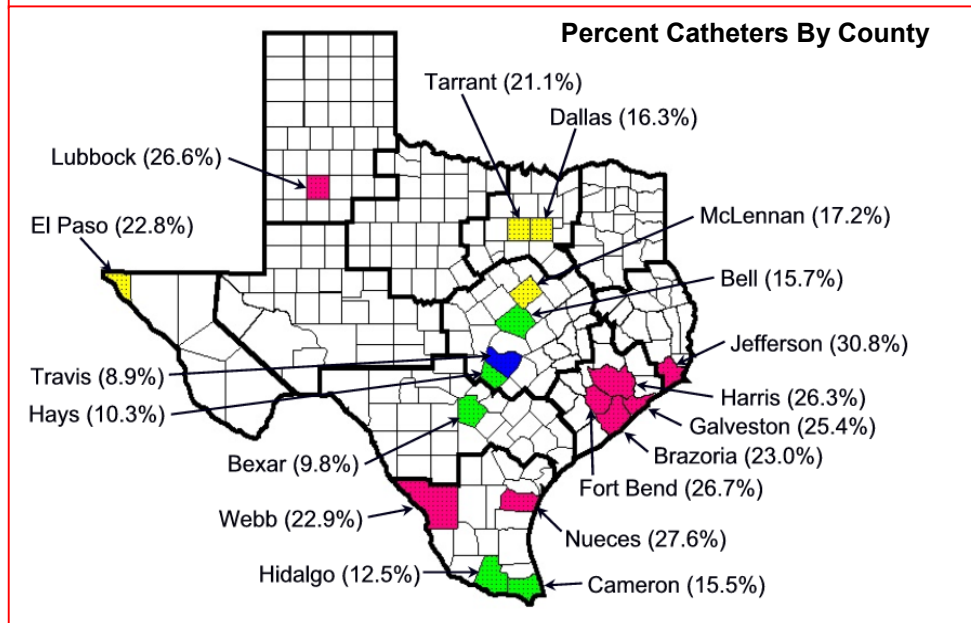 Percent Catheters By County
Tarrant (21.1%)
Dallas (16.3%)
Lubbock (26.6%)
McLennan (17.2%)
El Paso (22.8%)
Bell (15.7%)
Jefferson (30.8%)
Travis (8.9%)
Harris (26.3%)
Hays (10.3%)
Galveston (25.4%)
Brazoria (23.0%)
Bexar (9.8%)
Fort Bend (26.7%)
Webb (22.9%)
Nueces (27.6%)
Hidalgo (12.5%)
Cameron (15.5%)